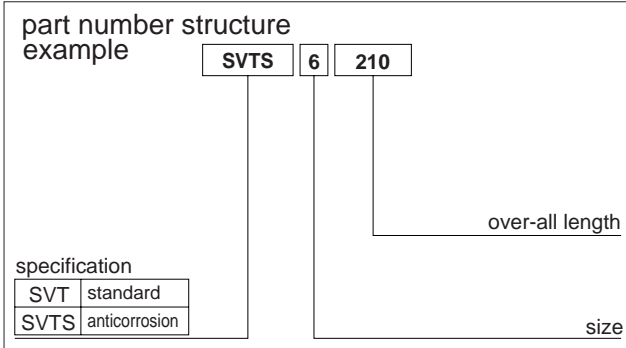 part number structure
example
SVTS 6 210
over-all length
specification
SVT standard
SVTS anticorrosion
size